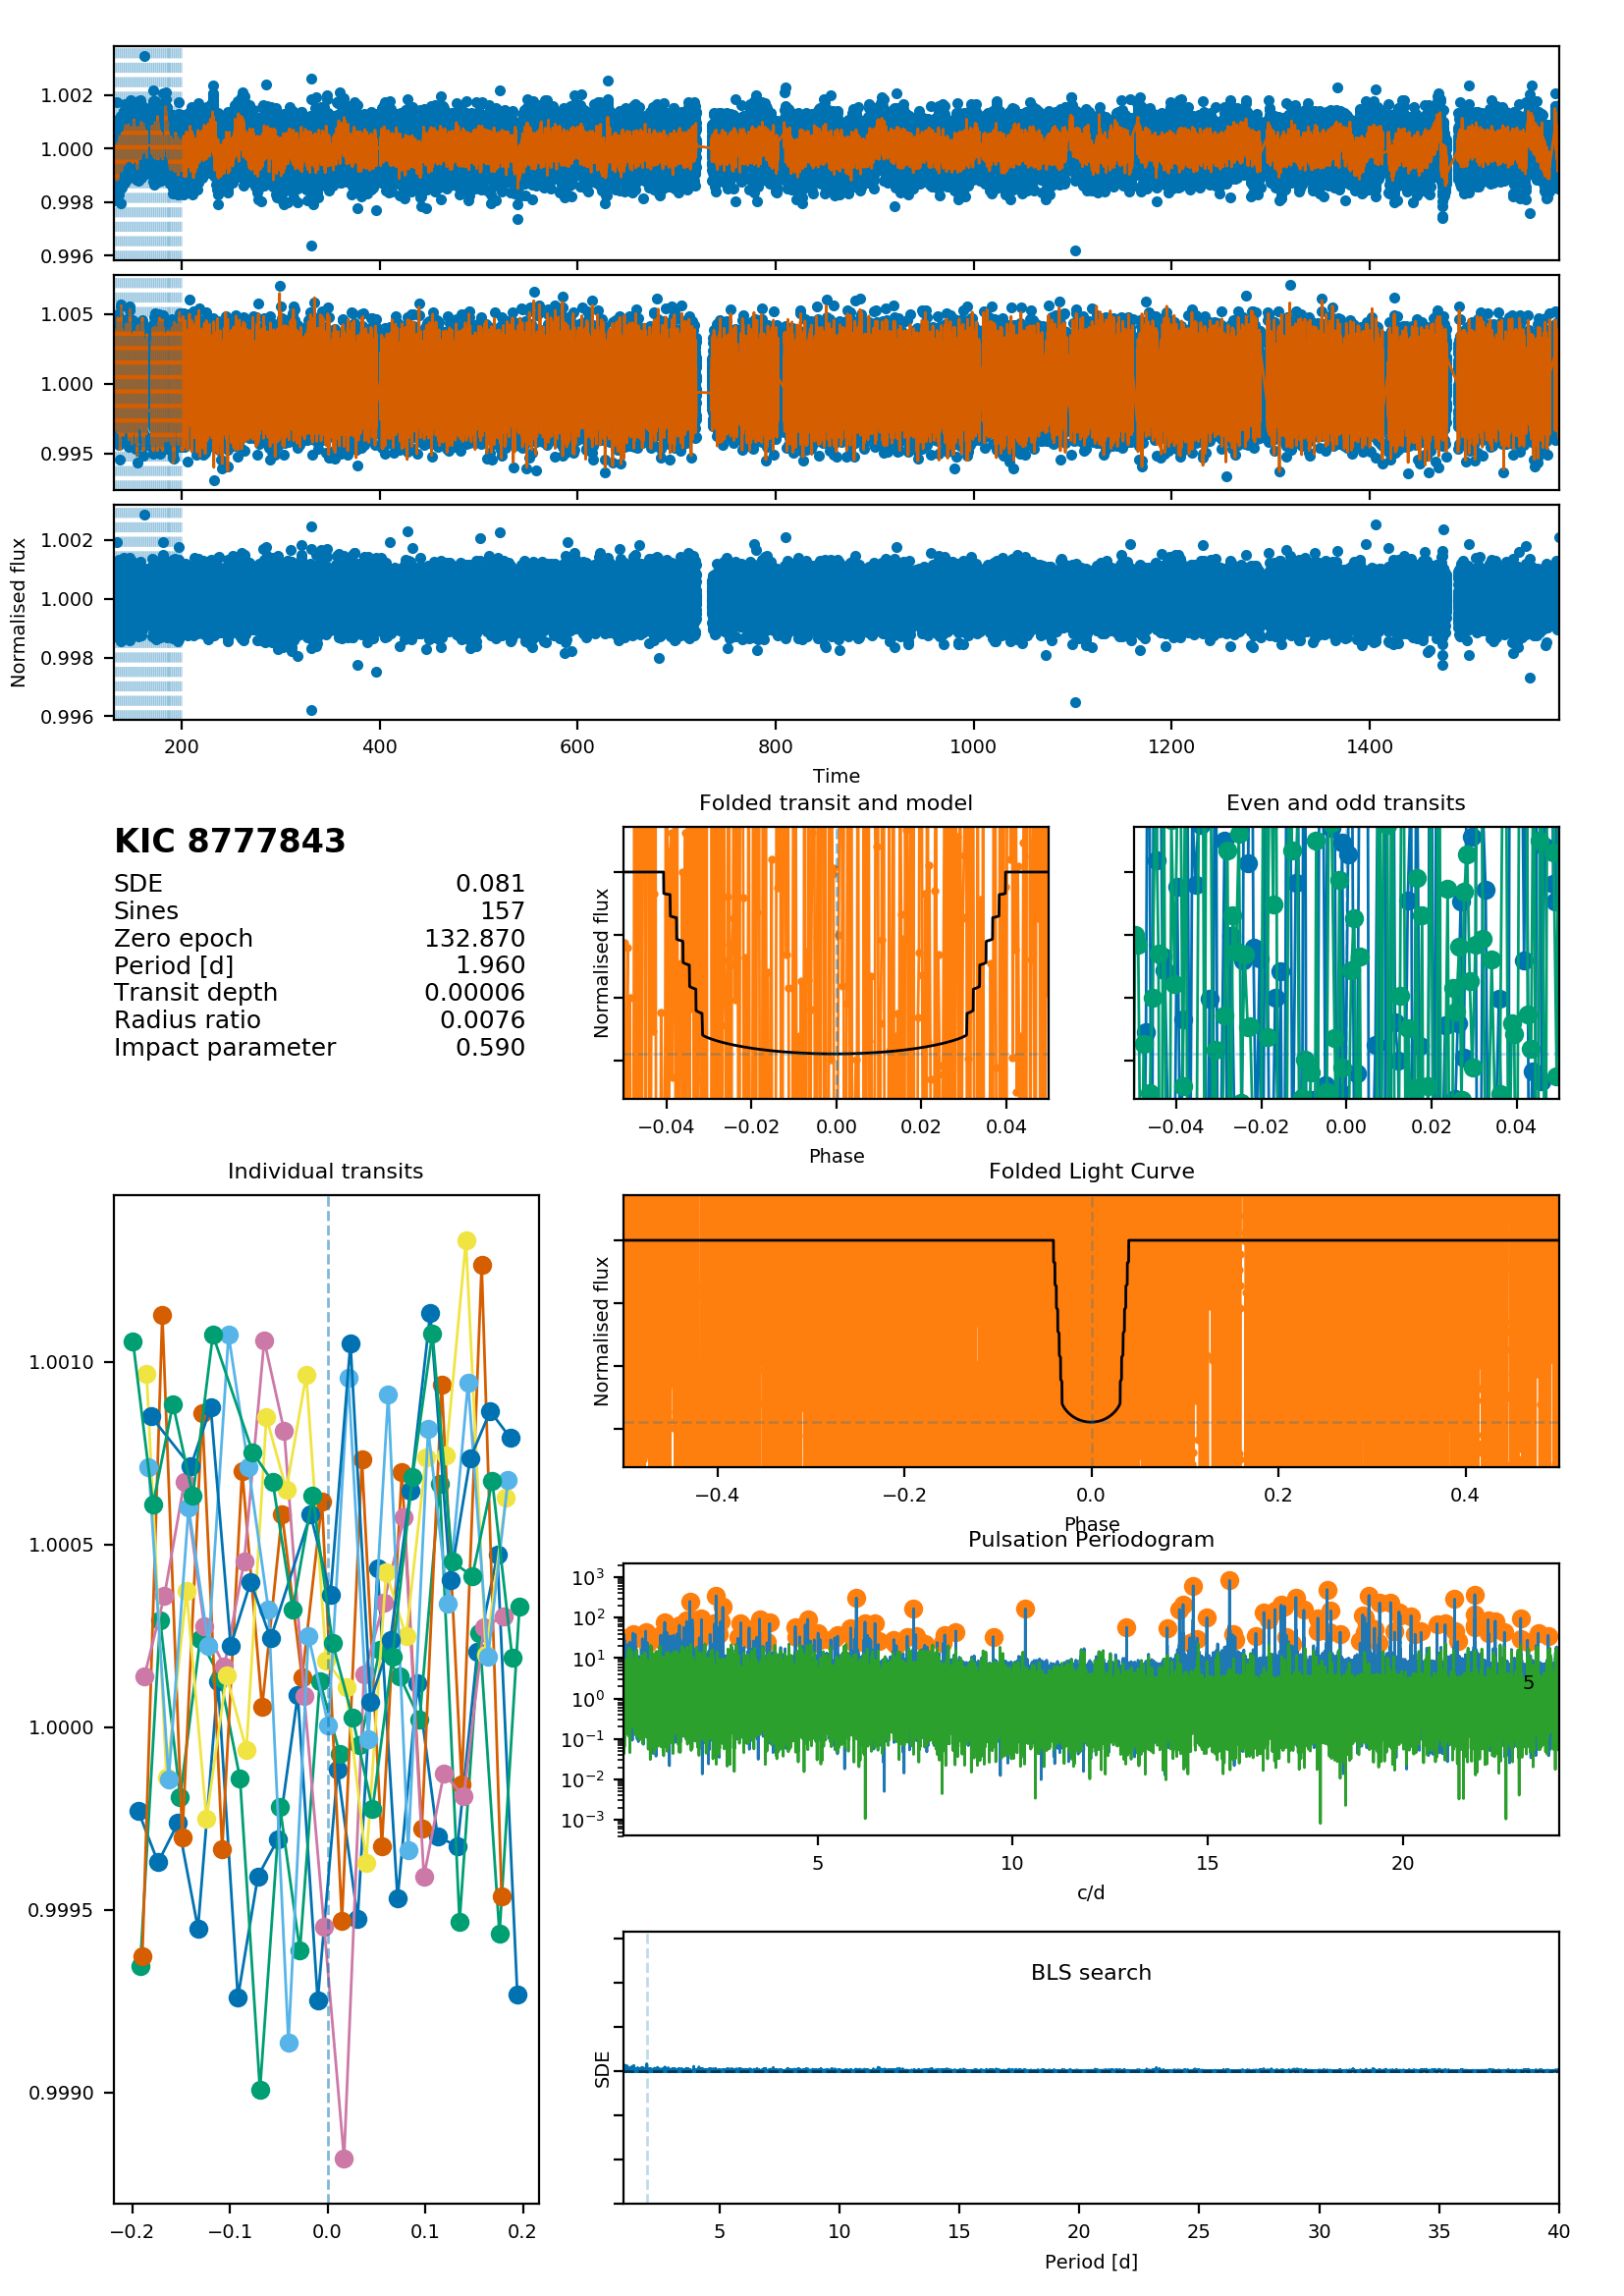 1.002
1.000
0.998
0.996
1.005
1.000
0.995
Normalised flux
1.002
1.000
0.998
0.996
200 400 600 800 1000 1200 1400
Time
KIC 8777843
SDE 0.081
Sines 157
Zero epoch 132.870
Period [d] 1.960
Transit depth 0.00006
Radius ratio 0.0076
Impact parameter 0.590
Folded transit and model
Normalised flux
−0.04 −0.02 0.00 0.02 0.04
Phase
Even and odd transits
−0.04 −0.02 0.00 0.02 0.04
Individual transits
1.0010
1.0005
1.0000
0.9995
0.9990
−0.2 −0.1 0.0 0.1 0.2
Folded Light Curve
Normalised flux
−0.4 −0.2 0.0 0.2 0.4
Phase
Pulsation Periodogram
10³
10²
10¹
10⁰
10⁻¹
10⁻²
10⁻³
5
5 10 15 20
c/d
BLS search
SDE
5 10 15 20 25 30 35 40
Period [d]